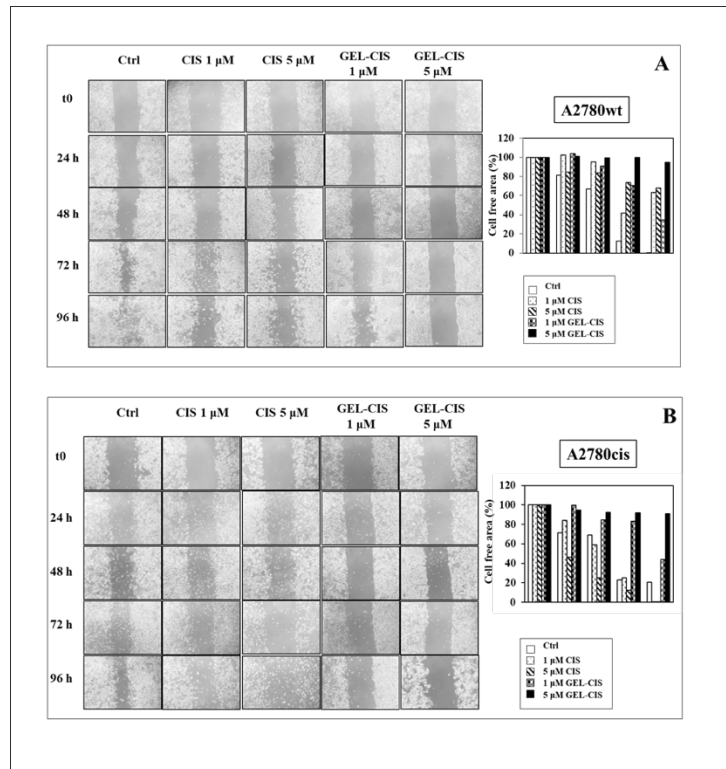 A
Ctrl CIS 1 µM CIS 5 µM GEL-CIS 1 µM GEL-CIS 5 µM
t0
24 h
48 h
72 h
96 h
A2780wt
Cell free area (%)
120
100
80
60
40
20
0
Ctrl
1 µM CIS
5 µM CIS
1 µM GEL-CIS
5 µM GEL-CIS
B
Ctrl CIS 1 µM CIS 5 µM GEL-CIS 1 µM GEL-CIS 5 µM
t0
24 h
48 h
72 h
96 h
A2780cis
Cell free area (%)
120
100
80
60
40
20
0
Ctrl
1 µM CIS
5 µM CIS
1 µM GEL-CIS
5 µM GEL-CIS